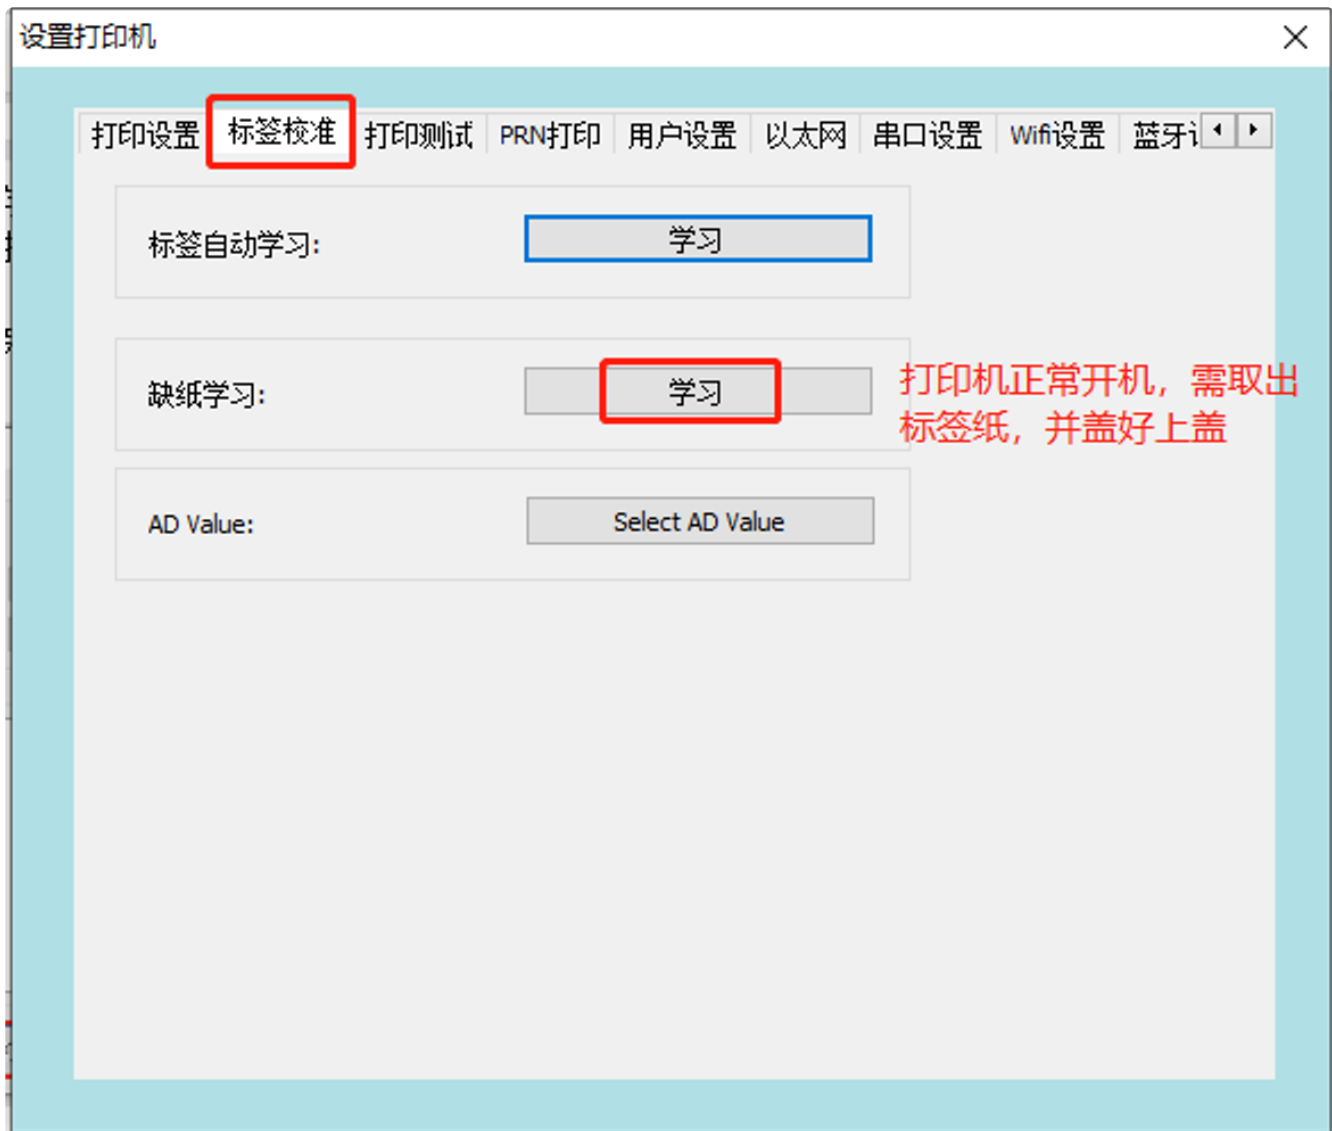 设置打印机
打印设置 标签校准 打印测试 PRN打印 用户设置 以太网 串口设置 Wifi设置 蓝牙
标签自动学习: 学习
缺纸学习: 学习
打印机正常开机，需取出
标签纸，并盖好上盖
AD Value: Select AD Value